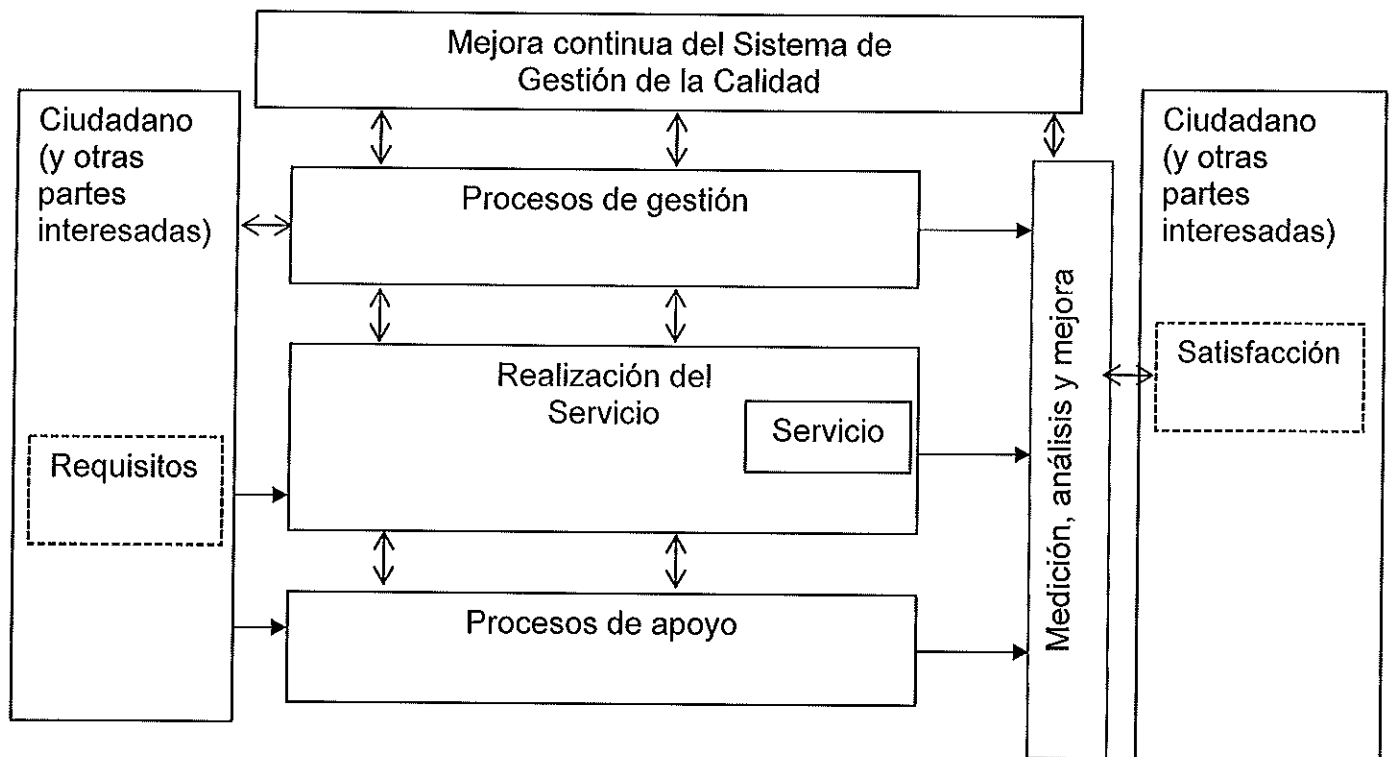 Mejora continua del Sistema de
Gestión de la Calidad
Ciudadano
(y otras
partes
interesadas)
Requisitos
Procesos de gestión
Realización del
Servicio
Servicio
Procesos de apoyo
Medición, análisis y mejora
Ciudadano
(y otras
partes
interesadas)
Satisfacción